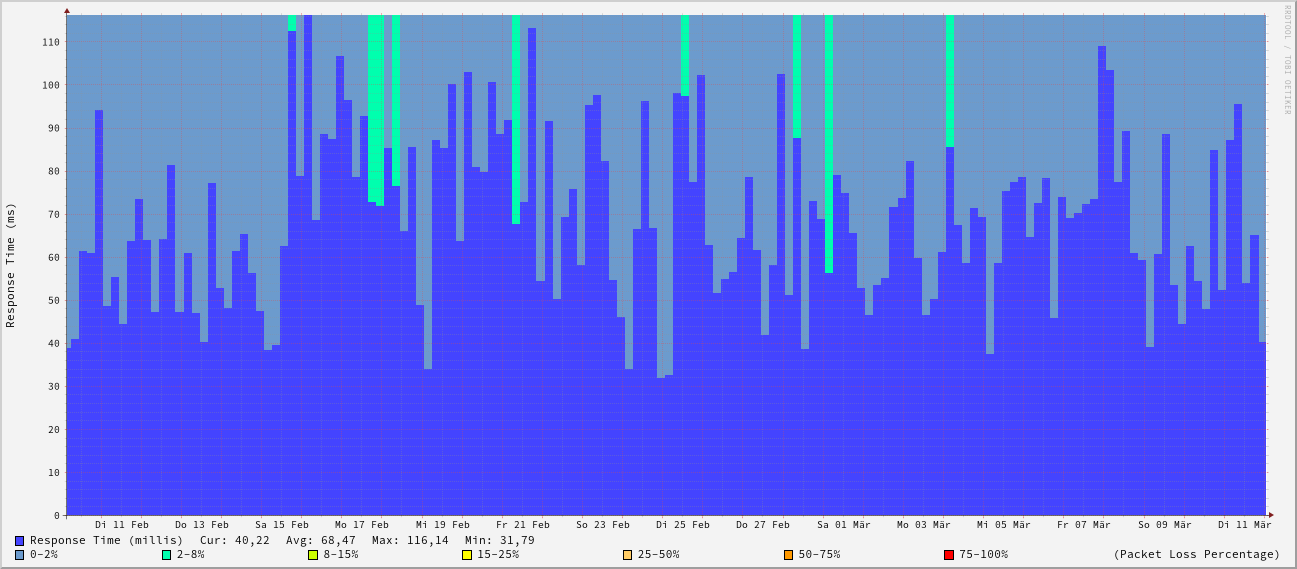 RRDTOOL / TOBI OETIKER
Response Time (ms)
110
100
90
80
70
60
50
40
30
20
10
0
Di 11 Feb Do 13 Feb Sa 15 Feb Mo 17 Feb Mi 19 Feb Fr 21 Feb So 23 Feb Di 25 Feb Do 27 Feb Sa 01 Mär Mo 03 Mär Mi 05 Mär Fr 07 Mär So 09 Mär Di 11 Mär
Response Time (millis) Cur: 40,22 Avg: 68,47 Max: 116,14 Min: 31,79
0-2% 2-8% 8-15% 15-25% 25-50% 50-75% 75-100% (Packet Loss Percentage)